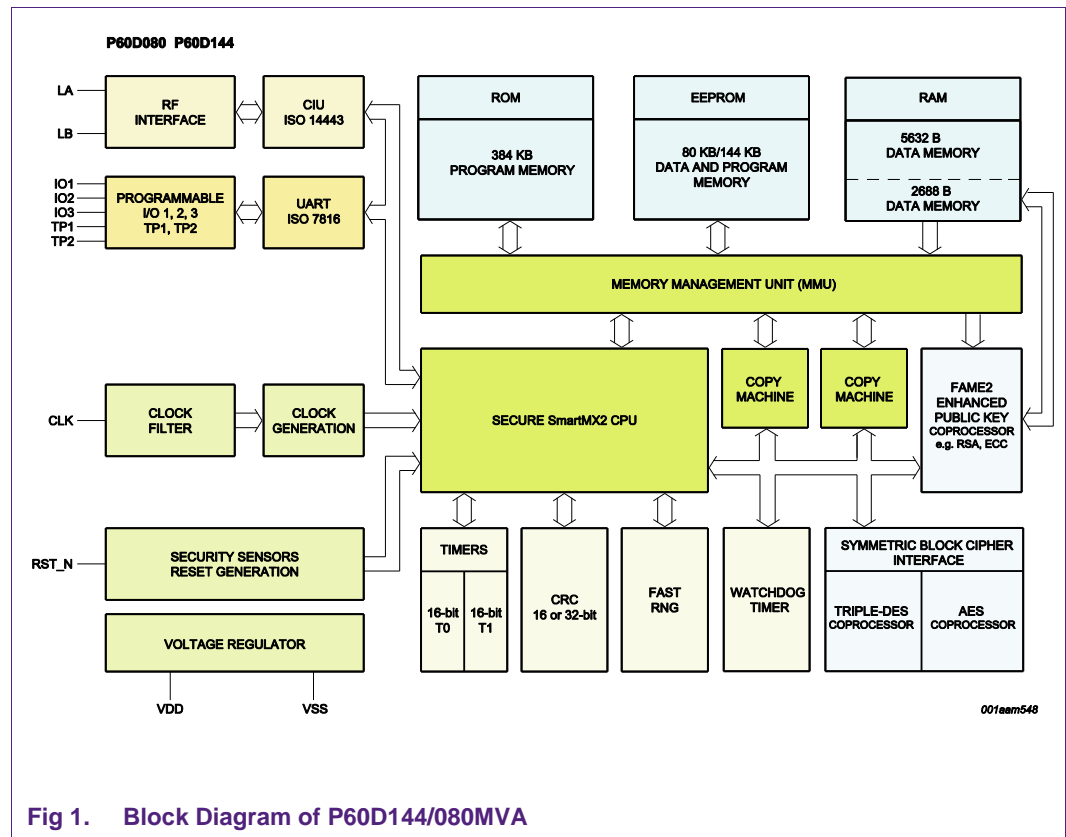 P60D080 P60D144
LA
LB
RF
INTERFACE
CIU
ISO 14443
IO1
IO2
IO3
TP1
TP2
PROGRAMMABLE
I/O 1, 2, 3
TP1, TP2
UART
ISO 7816
ROM
384 KB
PROGRAM MEMORY
EEPROM
80 KB/144 KB
DATA AND PROGRAM
MEMORY
RAM
5632 B
DATA MEMORY
2688 B
DATA MEMORY
MEMORY MANAGEMENT UNIT (MMU)
CLK
CLOCK
FILTER
CLOCK
GENERATION
SECURE SmartMX2 CPU
COPY
MACHINE
COPY
MACHINE
FAME2
ENHANCED
PUBLIC KEY
COPROCESSOR
e.g. RSA, ECC
RST_N
SECURITY SENSORS
RESET GENERATION
VOLTAGE REGULATOR
VDD
VSS
TIMERS
16-bit
T0
16-bit
T1
CRC
16 or 32-bit
FAST
RNG
WATCHDOG
TIMER
SYMMETRIC BLOCK CIPHER
INTERFACE
TRIPLE-DES
COPROCESSOR
AES
COPROCESSOR
001aam548
Fig 1. Block Diagram of P60D144/080MVA